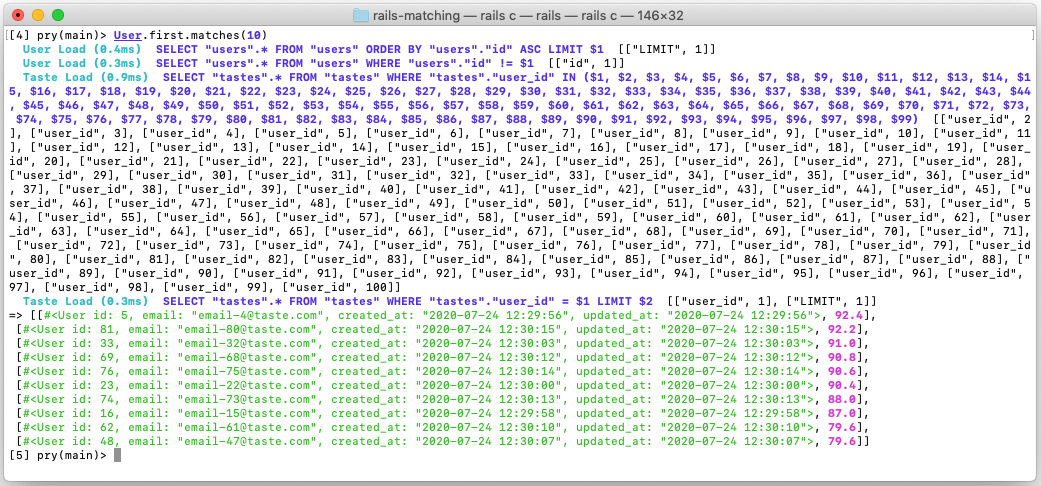 rails-matching — rails c — rails — rails c — 146×32
[4] pry(main)> User.first.matches(10)
  User Load (0.4ms)  SELECT "users".* FROM "users" ORDER BY "users"."id" ASC LIMIT $1  [["LIMIT", 1]]
  User Load (0.3ms)  SELECT "users".* FROM "users" WHERE "users"."id" != $1  [["id", 1]]
  Taste Load (0.9ms)  SELECT "tastes".* FROM "tastes" WHERE "tastes"."user_id" IN ($1, $2, $3, $4, $5, $6, $7, $8, $9, $10, $11, $12, $13, $14, $1
5, $16, $17, $18, $19, $20, $21, $22, $23, $24, $25, $26, $27, $28, $29, $30, $31, $32, $33, $34, $35, $36, $37, $38, $39, $40, $41, $42, $43, $44
, $45, $46, $47, $48, $49, $50, $51, $52, $53, $54, $55, $56, $57, $58, $59, $60, $61, $62, $63, $64, $65, $66, $67, $68, $69, $70, $71, $72, $73,
 $74, $75, $76, $77, $78, $79, $80, $81, $82, $83, $84, $85, $86, $87, $88, $89, $90, $91, $92, $93, $94, $95, $96, $97, $98, $99)  [["user_id", 2
], ["user_id", 3], ["user_id", 4], ["user_id", 5], ["user_id", 6], ["user_id", 7], ["user_id", 8], ["user_id", 9], ["user_id", 10], ["user_id", 11
], ["user_id", 12], ["user_id", 13], ["user_id", 14], ["user_id", 15], ["user_id", 16], ["user_id", 17], ["user_id", 18], ["user_id", 19], ["user_
id", 20], ["user_id", 21], ["user_id", 22], ["user_id", 23], ["user_id", 24], ["user_id", 25], ["user_id", 26], ["user_id", 27], ["user_id", 28],
["user_id", 29], ["user_id", 30], ["user_id", 31], ["user_id", 32], ["user_id", 33], ["user_id", 34], ["user_id", 35], ["user_id", 36], ["user_id"
, 37], ["user_id", 38], ["user_id", 39], ["user_id", 40], ["user_id", 41], ["user_id", 42], ["user_id", 43], ["user_id", 44], ["user_id", 45], ["u
ser_id", 46], ["user_id", 47], ["user_id", 48], ["user_id", 49], ["user_id", 50], ["user_id", 51], ["user_id", 52], ["user_id", 53], ["user_id", 5
4], ["user_id", 55], ["user_id", 56], ["user_id", 57], ["user_id", 58], ["user_id", 59], ["user_id", 60], ["user_id", 61], ["user_id", 62], ["user
_id", 63], ["user_id", 64], ["user_id", 65], ["user_id", 66], ["user_id", 67], ["user_id", 68], ["user_id", 69], ["user_id", 70], ["user_id", 71],
 ["user_id", 72], ["user_id", 73], ["user_id", 74], ["user_id", 75], ["user_id", 76], ["user_id", 77], ["user_id", 78], ["user_id", 79], ["user_id
", 80], ["user_id", 81], ["user_id", 82], ["user_id", 83], ["user_id", 84], ["user_id", 85], ["user_id", 86], ["user_id", 87], ["user_id", 88], ["
user_id", 89], ["user_id", 90], ["user_id", 91], ["user_id", 92], ["user_id", 93], ["user_id", 94], ["user_id", 95], ["user_id", 96], ["user_id",
97], ["user_id", 98], ["user_id", 99], ["user_id", 100]]
  Taste Load (0.3ms)  SELECT "tastes".* FROM "tastes" WHERE "tastes"."user_id" = $1 LIMIT $2  [["user_id", 1], ["LIMIT", 1]]
=> [[#<User id: 5, email: "email-4@taste.com", created_at: "2020-07-24 12:29:56", updated_at: "2020-07-24 12:29:56">, 92.4],
 [#<User id: 81, email: "email-80@taste.com", created_at: "2020-07-24 12:30:15", updated_at: "2020-07-24 12:30:15">, 92.2],
 [#<User id: 33, email: "email-32@taste.com", created_at: "2020-07-24 12:30:03", updated_at: "2020-07-24 12:30:03">, 91.0],
 [#<User id: 69, email: "email-68@taste.com", created_at: "2020-07-24 12:30:12", updated_at: "2020-07-24 12:30:12">, 90.8],
 [#<User id: 76, email: "email-75@taste.com", created_at: "2020-07-24 12:30:14", updated_at: "2020-07-24 12:30:14">, 90.6],
 [#<User id: 23, email: "email-22@taste.com", created_at: "2020-07-24 12:30:00", updated_at: "2020-07-24 12:30:00">, 90.4],
 [#<User id: 74, email: "email-73@taste.com", created_at: "2020-07-24 12:30:13", updated_at: "2020-07-24 12:30:13">, 88.0],
 [#<User id: 16, email: "email-15@taste.com", created_at: "2020-07-24 12:29:58", updated_at: "2020-07-24 12:29:58">, 87.0],
 [#<User id: 62, email: "email-61@taste.com", created_at: "2020-07-24 12:30:10", updated_at: "2020-07-24 12:30:10">, 79.6],
 [#<User id: 48, email: "email-47@taste.com", created_at: "2020-07-24 12:30:07", updated_at: "2020-07-24 12:30:07">, 79.6]]
[5] pry(main)>